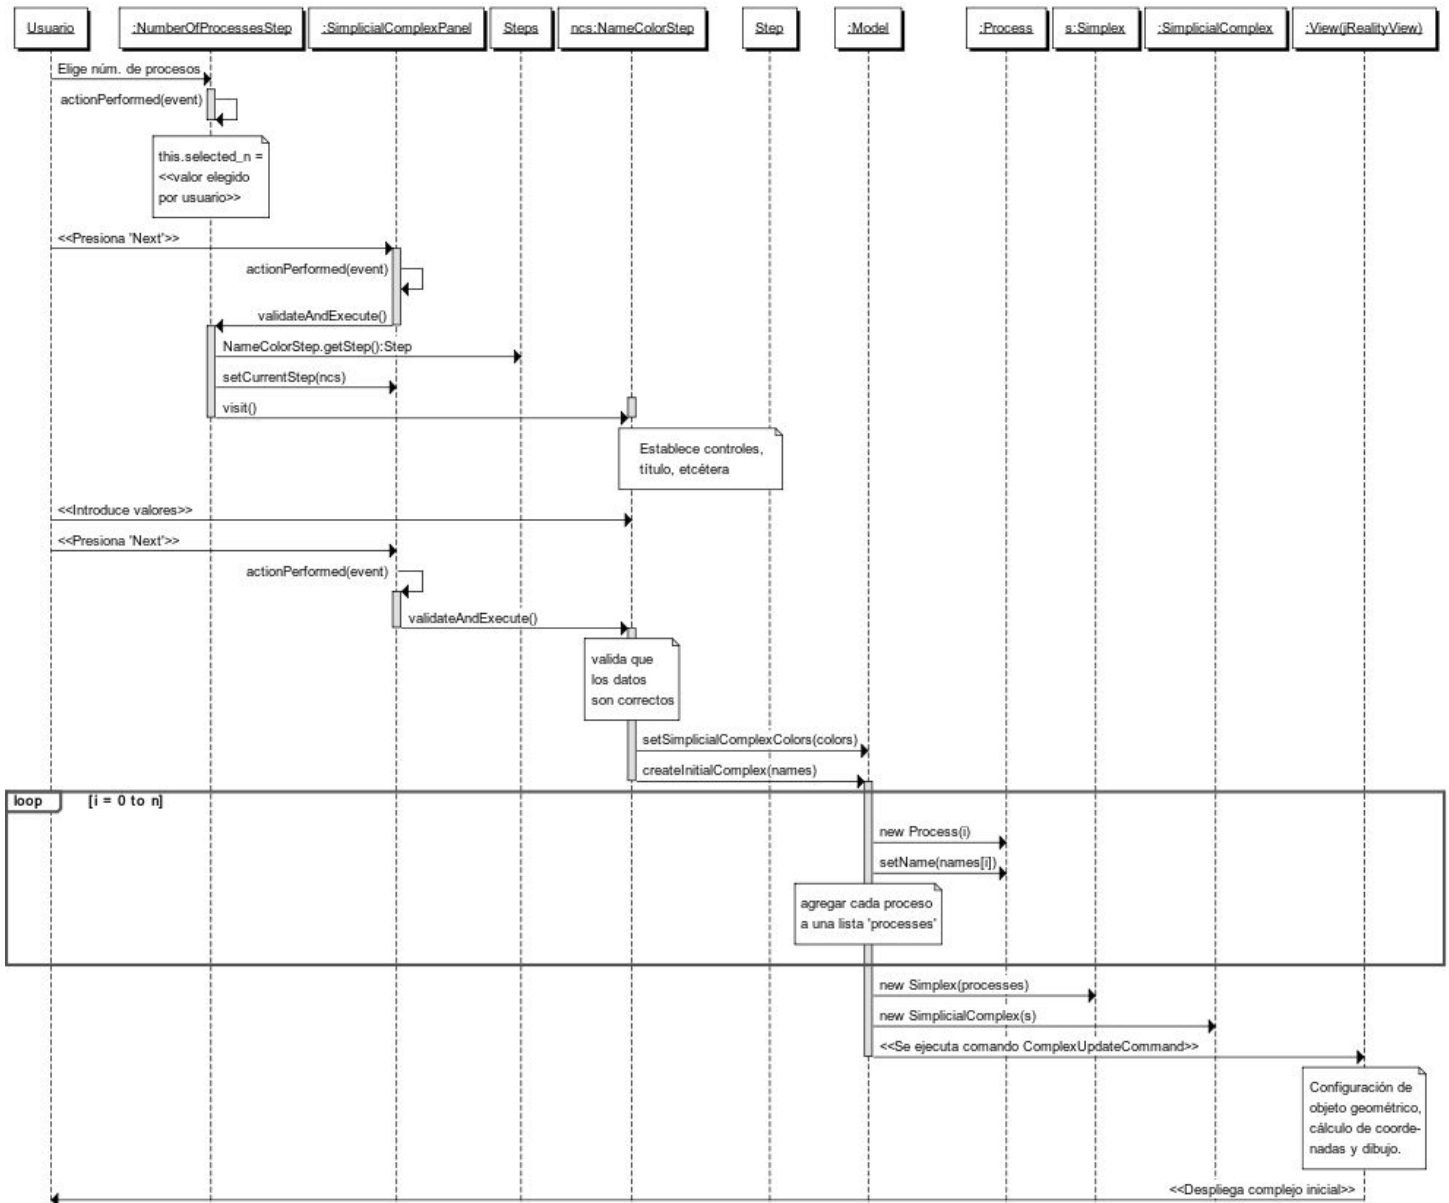 Usuario
:NumberOfProcessesStep
:SimplicialComplexPanel
Steps
ncs:NameColorStep
Step
:Model
:Process
s:Simplex
:SimplicialComplex
:View(jRealityView)
Elige núm. de procesos
actionPerformed(event)
this.selected_n =
<<valor elegido
por usuario>>
<<Presiona 'Next'>>
actionPerformed(event)
validateAndExecute()
NameColorStep.getStep():Step
setCurrentStep(ncs)
visit()
Establece controles,
título, etcétera
<<Introduce valores>>
<<Presiona 'Next'>>
actionPerformed(event)
validateAndExecute()
valida que
los datos
son correctos
setSimplicialComplexColors(colors)
createInitialComplex(names)
loop
[i = 0 to n]
new Process(i)
setName(names[i])
agregar cada proceso
a una lista 'processes'
new Simplex(processes)
new SimplicialComplex(s)
<<Se ejecuta comando ComplexUpdateCommand>>
Configuración de
objeto geométrico,
cálculo de coorde-
nadas y dibujo.
<<Despliega complejo inicial>>